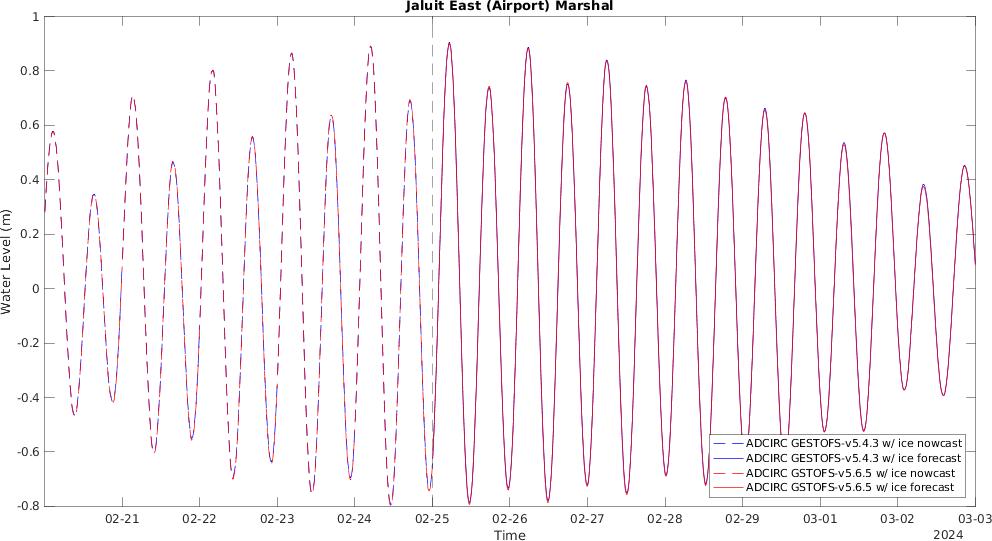 Jaluit East (Airport) Marshal
1
0.8
0.6
0.4
0.2
0
-0.2
-0.4
-0.6
-0.8
Water Level (m)
ADCIRC GESTOFS-v5.4.3 w/ ice nowcast
ADCIRC GESTOFS-v5.4.3 w/ ice forecast
ADCIRC GSTOFS-v5.6.5 w/ ice nowcast
ADCIRC GSTOFS-v5.6.5 w/ ice forecast
02-21 02-22 02-23 02-24 02-25 02-26 02-27 02-28 02-29 03-01 03-02 03-03
Time
2024